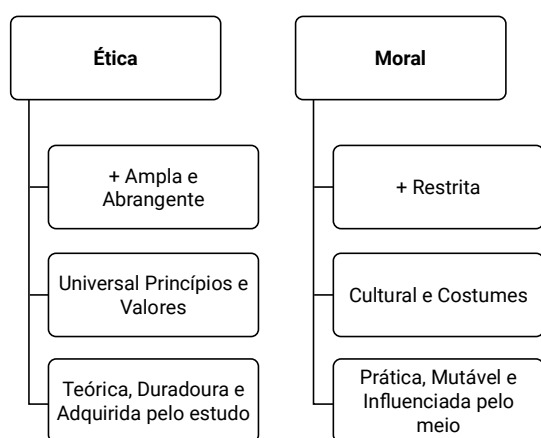 Ética
+ Ampla e
Abrangente
Universal Princípios e
Valores
Teórica, Duradoura e
Adquirida pelo estudo
Moral
+ Restrita
Cultural e Costumes
Prática, Mutável e
Influenciada pelo
meio